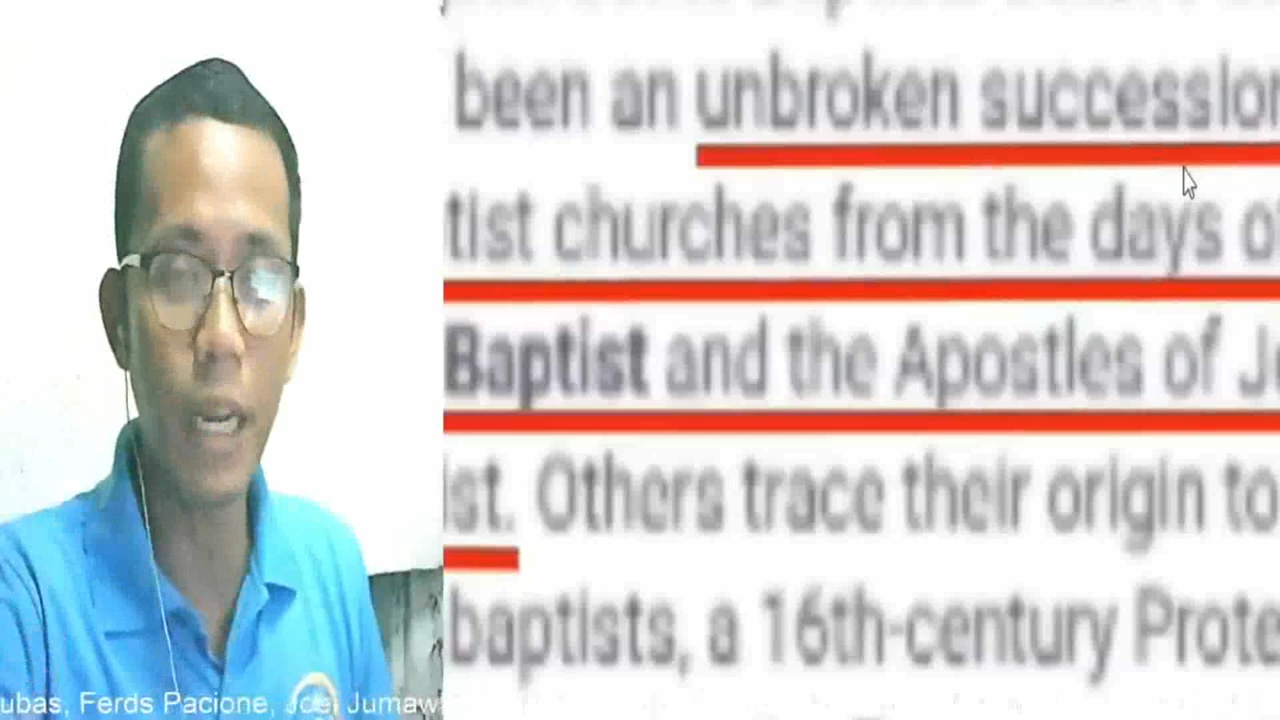 been an unbroken succession
tist churches from the days o
Baptist and the Apostles of J
ist. Others trace their origin to
baptists, a 16th-century Prote
ubas, Ferds Pacione, Joel Jumaw